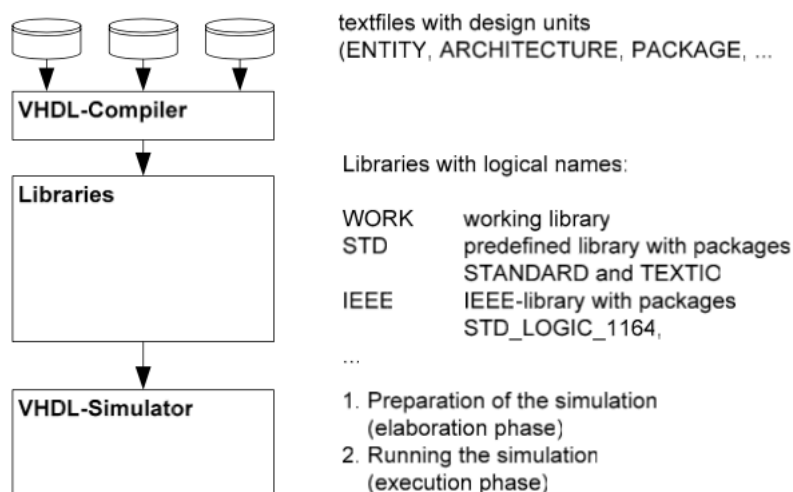 textfiles with design units
(ENTITY, ARCHITECTURE, PACKAGE, ...
VHDL-Compiler
Libraries with logical names:
Libraries
WORK working library
STD predefined library with packages
STANDARD and TEXTIO
IEEE IEEE-library with packages
STD_LOGIC_1164,
...
VHDL-Simulator
1. Preparation of the simulation
(elaboration phase)
2. Running the simulation
(execution phase)